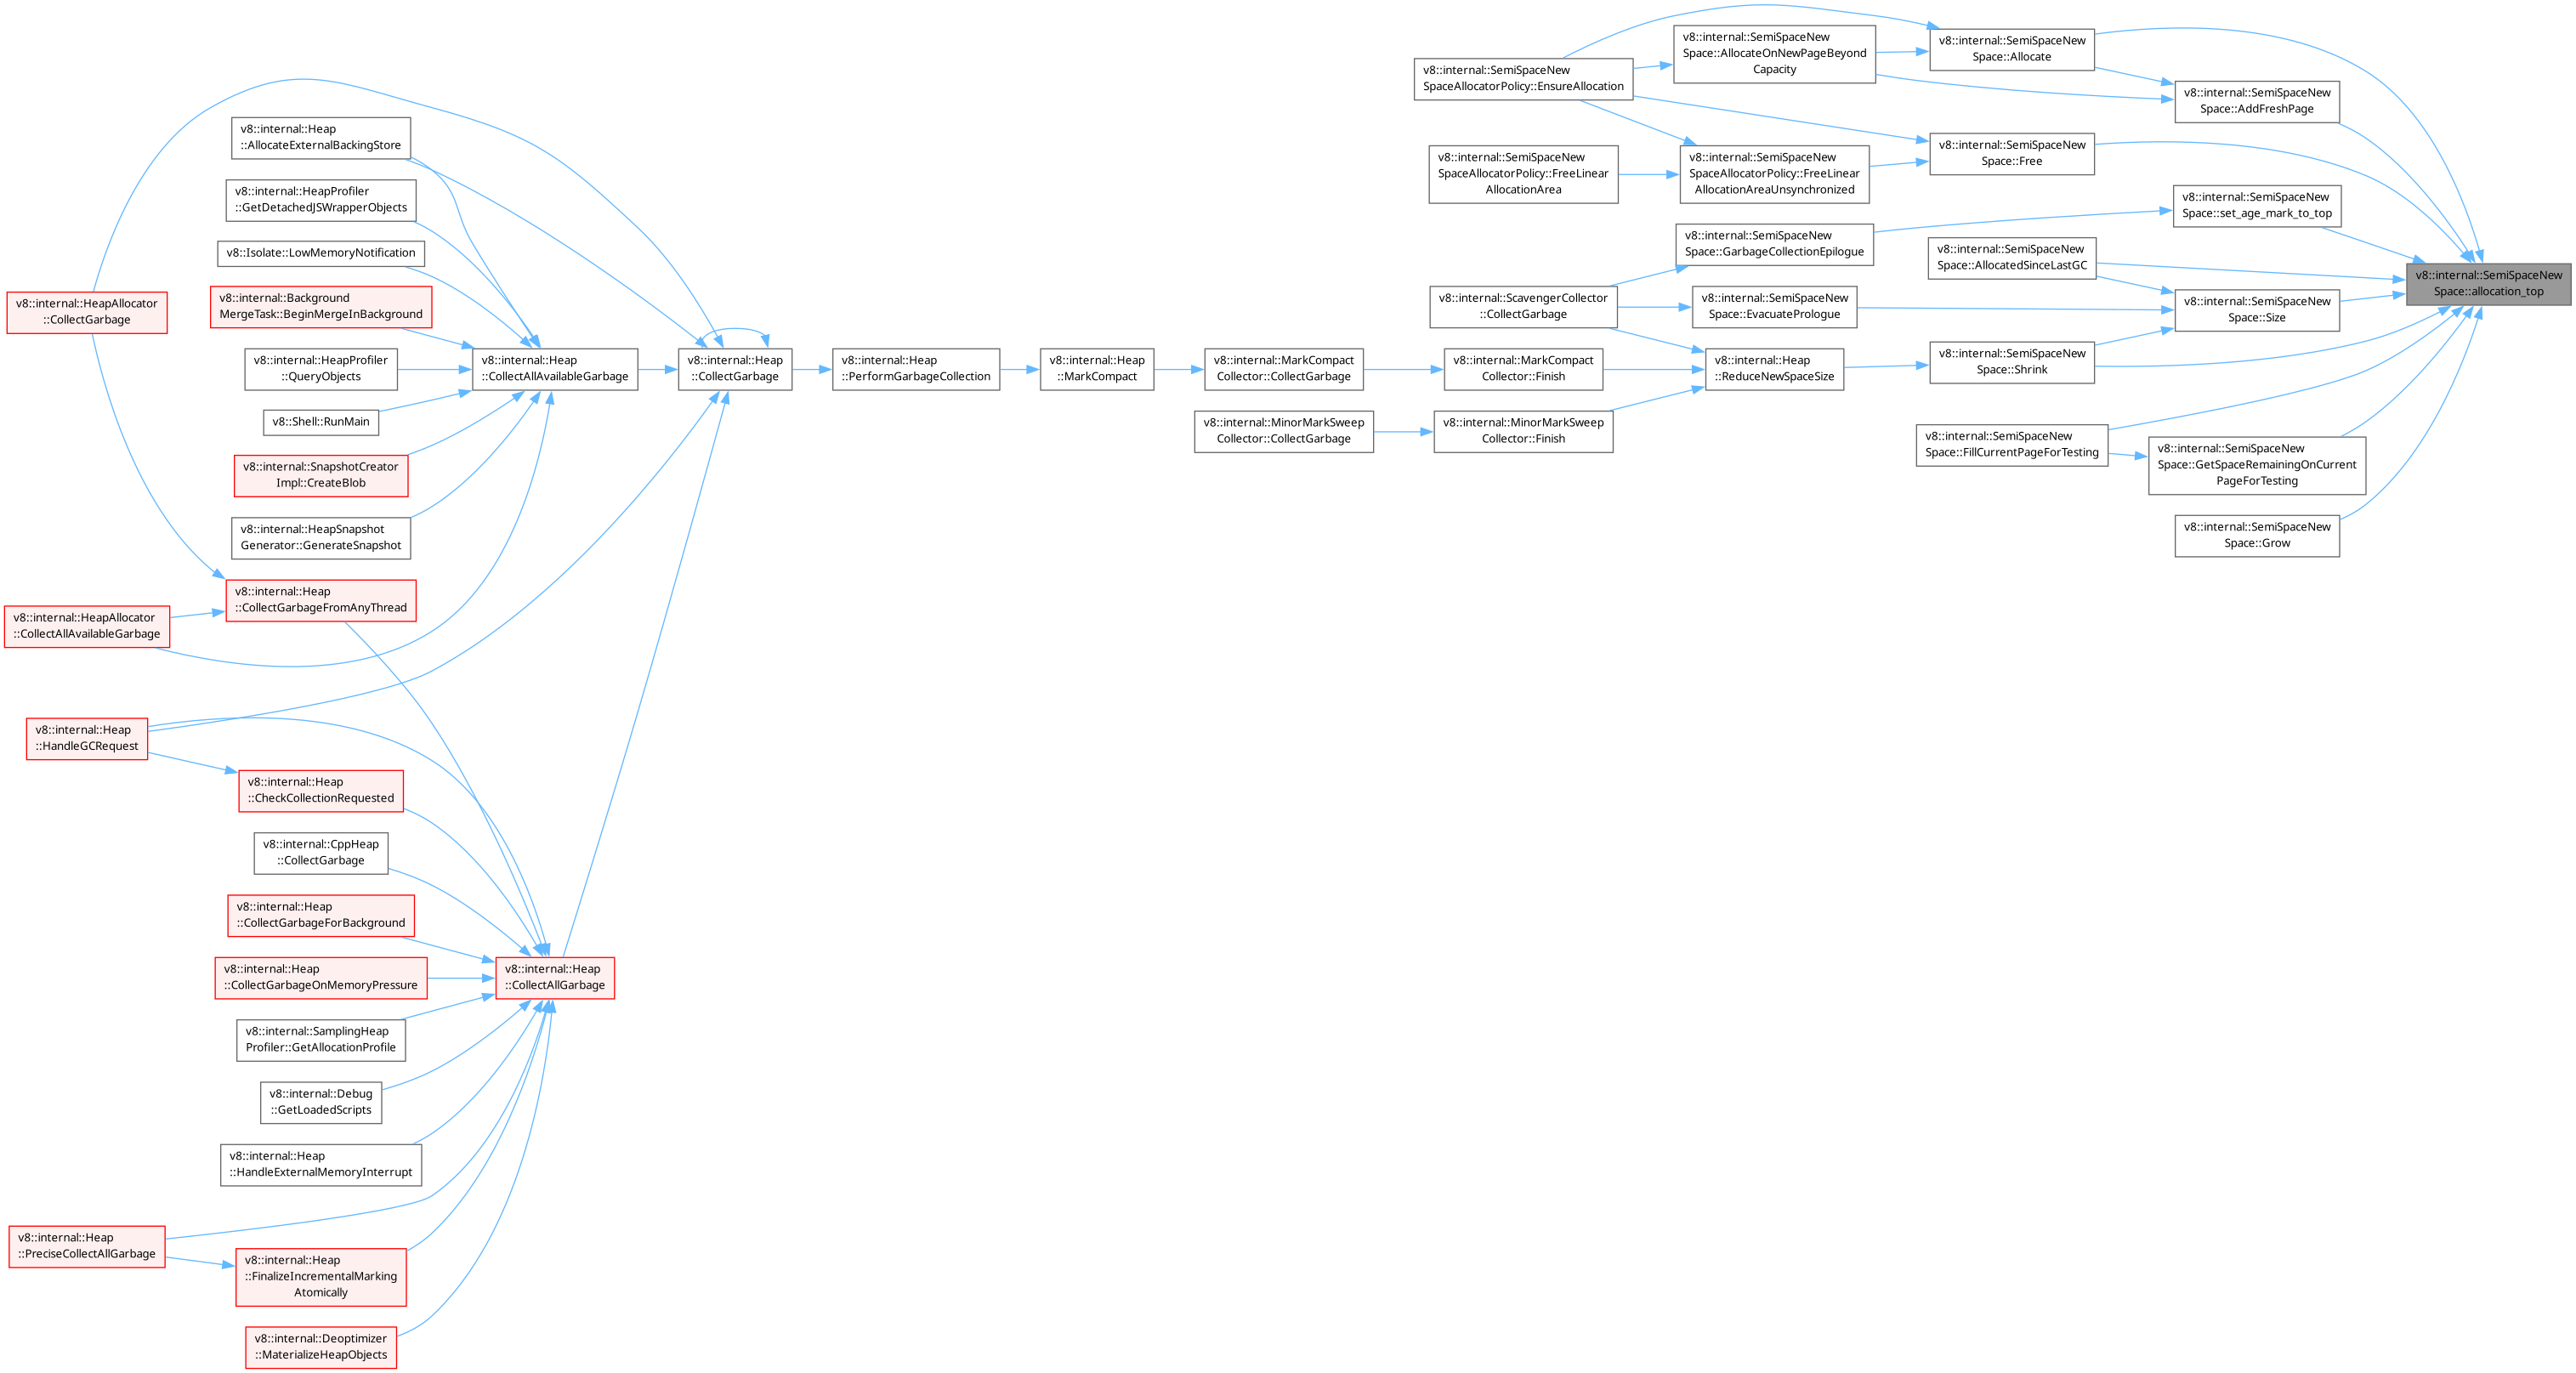 v8::internal::SemiSpaceNew
Space::allocation_top
v8::internal::SemiSpaceNew
Space::Allocate
v8::internal::SemiSpaceNew
Space::AllocateOnNewPageBeyond
Capacity
v8::internal::SemiSpaceNew
SpaceAllocatorPolicy::EnsureAllocation
v8::internal::SemiSpaceNew
Space::AddFreshPage
v8::internal::SemiSpaceNew
Space::Free
v8::internal::SemiSpaceNew
SpaceAllocatorPolicy::FreeLinear
AllocationAreaUnsynchronized
v8::internal::SemiSpaceNew
SpaceAllocatorPolicy::FreeLinear
AllocationArea
v8::internal::SemiSpaceNew
Space::set_age_mark_to_top
v8::internal::SemiSpaceNew
Space::GarbageCollectionEpilogue
v8::internal::ScavengerCollector
::CollectGarbage
v8::internal::SemiSpaceNew
Space::AllocatedSinceLastGC
v8::internal::SemiSpaceNew
Space::Size
v8::internal::SemiSpaceNew
Space::EvacuatePrologue
v8::internal::SemiSpaceNew
Space::Shrink
v8::internal::Heap
::ReduceNewSpaceSize
v8::internal::MarkCompact
Collector::Finish
v8::internal::MarkCompact
Collector::CollectGarbage
v8::internal::Heap
::MarkCompact
v8::internal::Heap
::PerformGarbageCollection
v8::internal::Heap
::CollectGarbage
v8::internal::MinorMarkSweep
Collector::Finish
v8::internal::MinorMarkSweep
Collector::CollectGarbage
v8::internal::SemiSpaceNew
Space::FillCurrentPageForTesting
v8::internal::SemiSpaceNew
Space::GetSpaceRemainingOnCurrent
PageForTesting
v8::internal::SemiSpaceNew
Space::Grow
v8::internal::Heap
::CollectAllAvailableGarbage
v8::internal::Heap
::AllocateExternalBackingStore
v8::internal::HeapProfiler
::GetDetachedJSWrapperObjects
v8::Isolate::LowMemoryNotification
v8::internal::Background
MergeTask::BeginMergeInBackground
v8::internal::HeapProfiler
::QueryObjects
v8::Shell::RunMain
v8::internal::SnapshotCreator
Impl::CreateBlob
v8::internal::HeapSnapshot
Generator::GenerateSnapshot
v8::internal::HeapAllocator
::CollectGarbage
v8::internal::Heap
::CollectGarbageFromAnyThread
v8::internal::HeapAllocator
::CollectAllAvailableGarbage
v8::internal::Heap
::HandleGCRequest
v8::internal::Heap
::CheckCollectionRequested
v8::internal::CppHeap
::CollectGarbage
v8::internal::Heap
::CollectGarbageForBackground
v8::internal::Heap
::CollectAllGarbage
v8::internal::Heap
::CollectGarbageOnMemoryPressure
v8::internal::SamplingHeap
Profiler::GetAllocationProfile
v8::internal::Debug
::GetLoadedScripts
v8::internal::Heap
::HandleExternalMemoryInterrupt
v8::internal::Heap
::PreciseCollectAllGarbage
v8::internal::Heap
::FinalizeIncrementalMarking
Atomically
v8::internal::Deoptimizer
::MaterializeHeapObjects